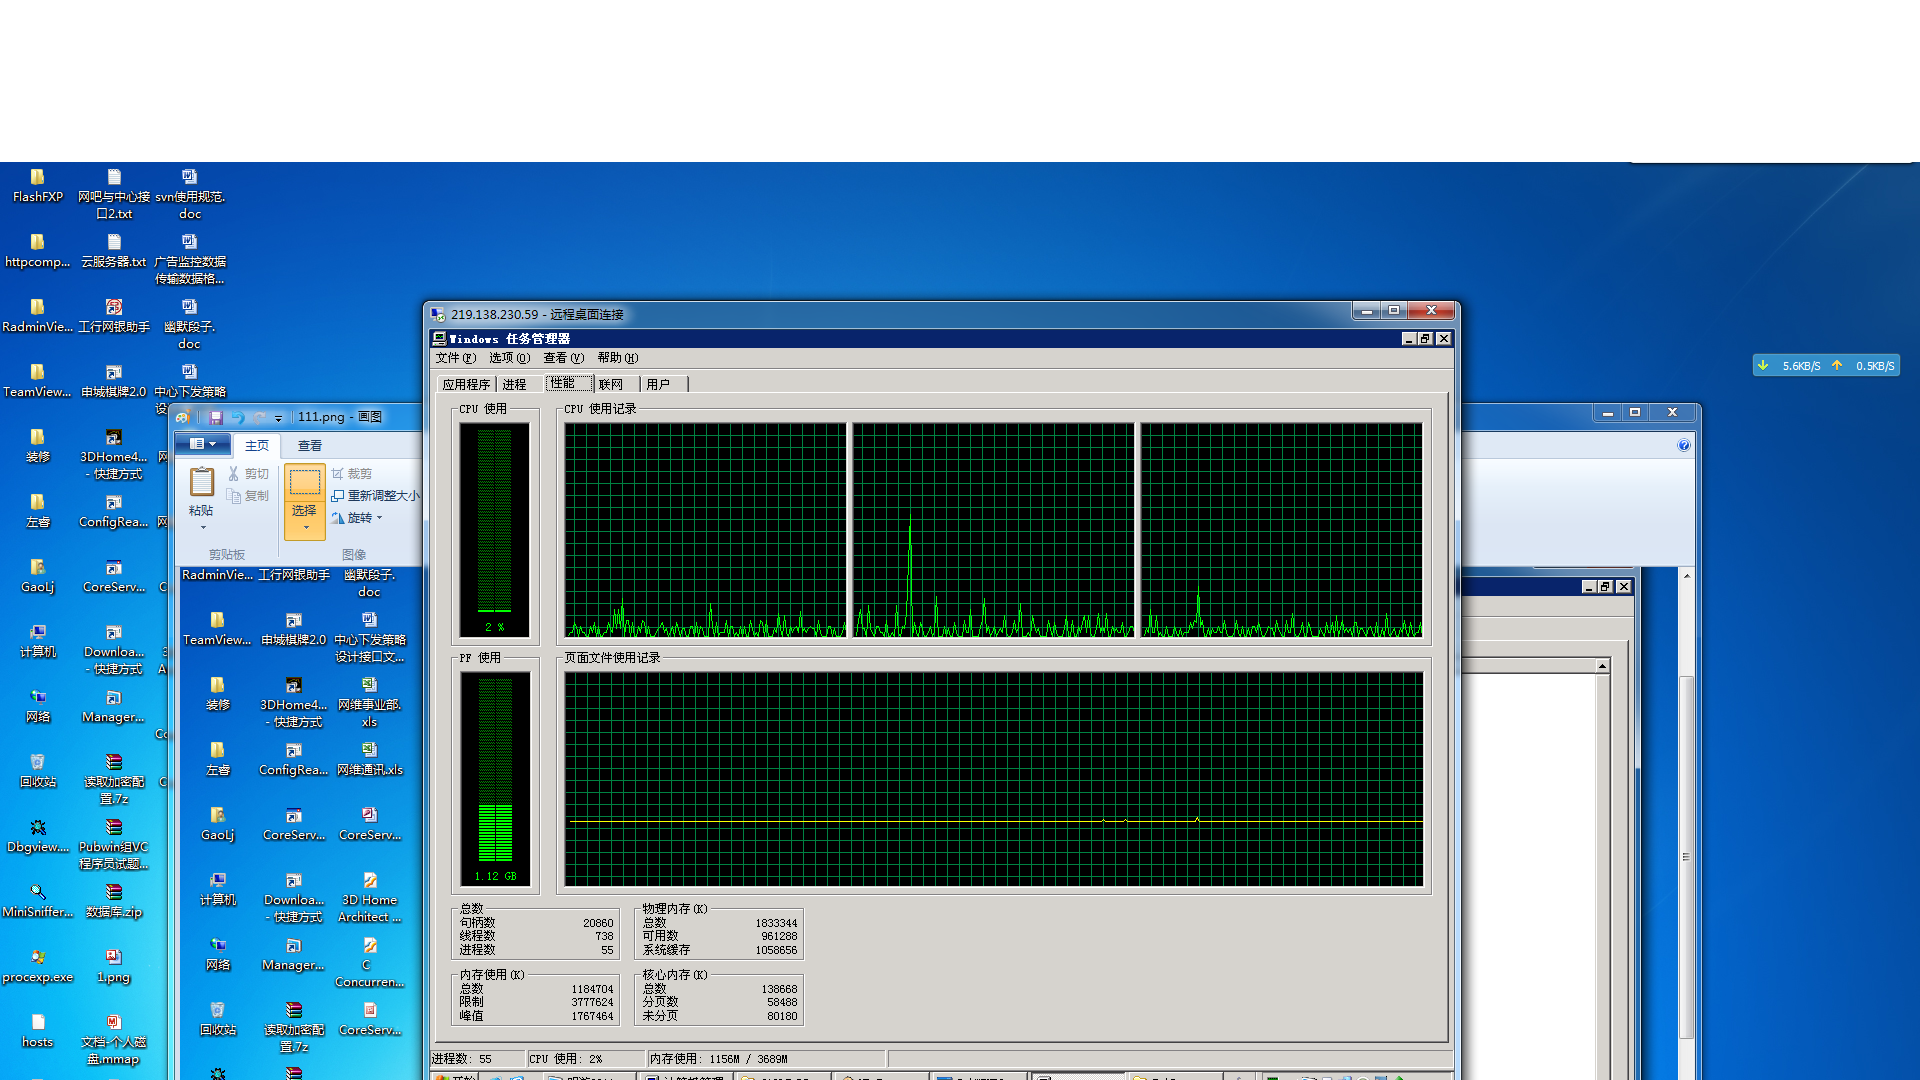 FlashFXP
网吧与中心接
口2.txt
svn使用规范.
doc
httpcomp...
云服务器.txt
广告监控数据
传输数据格...
RadminVie...
工行网银助手
幽默段子.
doc
TeamView...
申城棋牌2.0
中心下发策略
装修
3DHome4...
- 快捷方式
左睿
ConfigRea...
GaoLj
CoreServ...
计算机
Downloa...
- 快捷方式
网络
Manager...
回收站
读取加密配
置.7z
Dbgview....
Pubwin组VC
程序员试题...
MiniSniffer...
数据库.zip
procexp.exe
1.png
hosts
文档-个人磁
盘.mmap
111.png - 画图
主页
查看
粘贴
剪切
复制
剪贴板
选择
裁剪
重新调整大小
旋转
图像
RadminVie...
工行网银助手
幽默段子.
doc
TeamView...
申城棋牌2.0
中心下发策略
设计接口文...
装修
3DHome4...
- 快捷方式
网维事业部.
xls
左睿
ConfigRea...
网维通讯.xls
GaoLj
CoreServ...
CoreServ...
计算机
Downloa...
- 快捷方式
3D Home
Architect ...
网络
Manager...
C
Concurren...
回收站
读取加密配
置.7z
CoreServ...
219.138.230.59 - 远程桌面连接
Windows 任务管理器
文件(F) 选项(O) 查看(V) 帮助(H)
应用程序 进程 性能 联网 用户
CPU 使用
CPU 使用记录
2 %
PF 使用
页面文件使用记录
1.12 GB
总数
句柄数 20860
线程数 738
进程数 55
物理内存(K)
总数 1833344
可用数 961288
系统缓存 1058656
内存使用(K)
总数 1184704
限制 3777624
峰值 1767464
核心内存(K)
总数 138668
分页数 58488
未分页 80180
进程数: 55 CPU 使用: 2% 内存使用: 1156M / 3689M
5.6KB/S 0.5KB/S